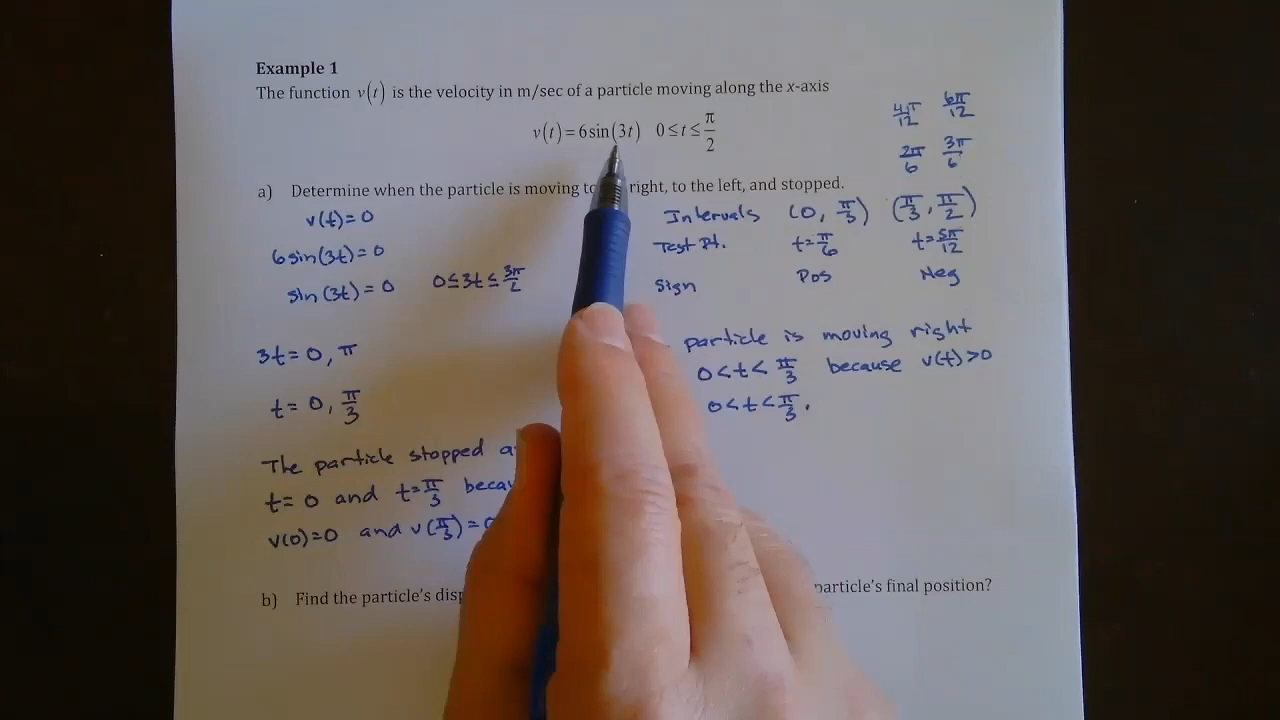 Example 1
The function v(t) is the velocity in m/sec of a particle moving along the x-axis
v(t) = 6 sin(3t) 0 ≤ t ≤ π/2
4π/12 6π/12
2π/6 3π/6
a) Determine when the particle is moving to right, to the left, and stopped.
v(t) = 0
6 sin(3t) = 0
sin(3t) = 0 0 ≤ 3t ≤ 3π/2
3t = 0, π
t = 0, π/3
The particle stopped
t = 0 and t = π/3
v(0) = 0 and v(π/3) =
Intervals (0, π/3) (π/3, π/2)
Test Pt. t = π/6 t = 5π/12
Sign Pos Neg
particle is moving right
0 < t < π/3 because v(t) > 0
0 < t < π/3.
b) Find the particle's particle's final position?